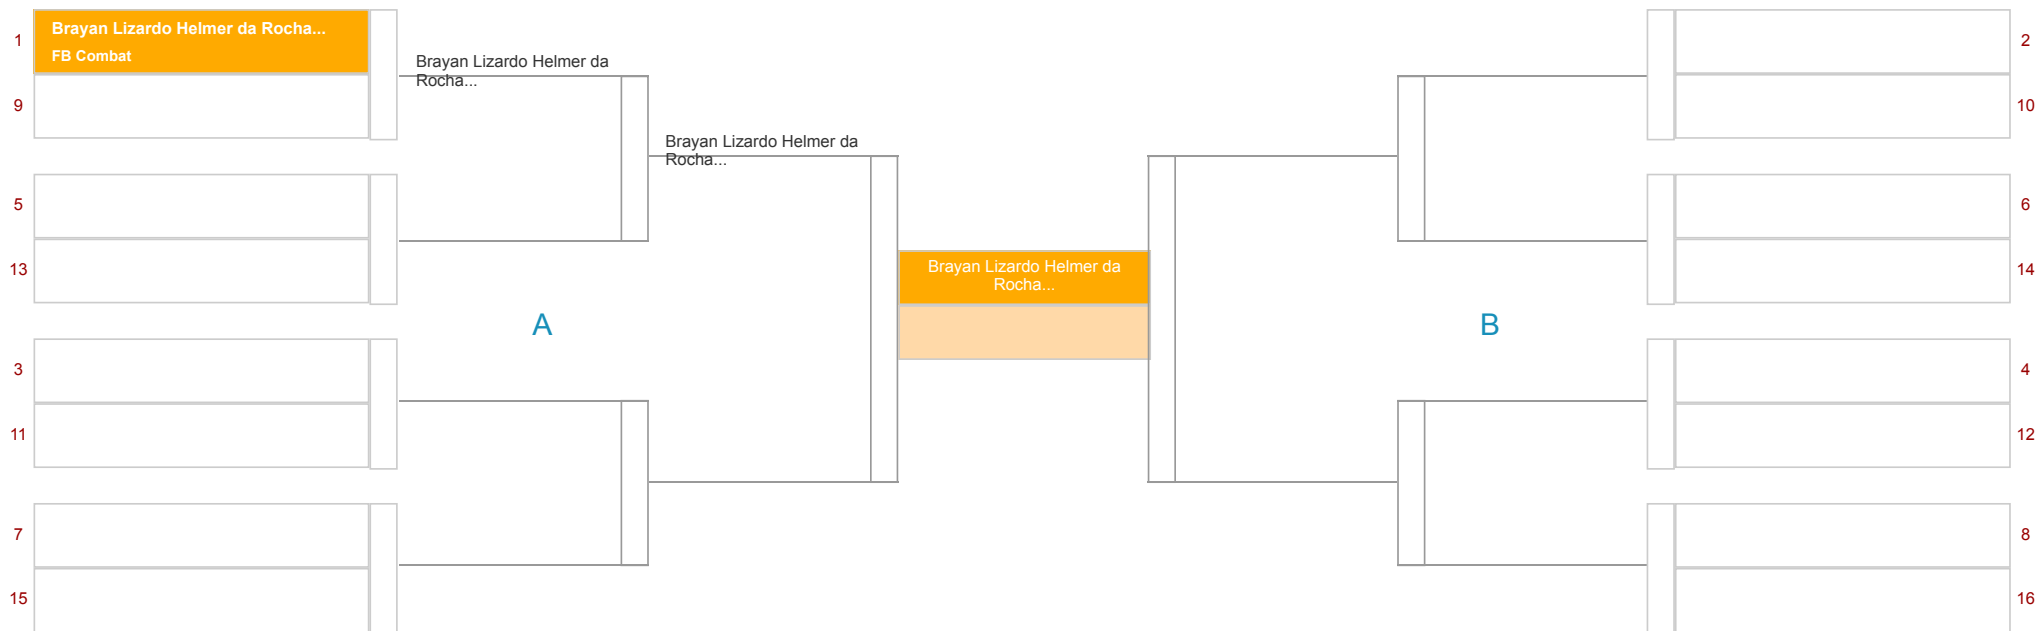 1
Brayan Lizardo Helmer da Rocha...
FB Combat
9
5
13
3
11
7
15
Brayan Lizardo Helmer da
Rocha...
Brayan Lizardo Helmer da
Rocha...
A
Brayan Lizardo Helmer da
Rocha...
B
2
10
6
14
4
12
8
16